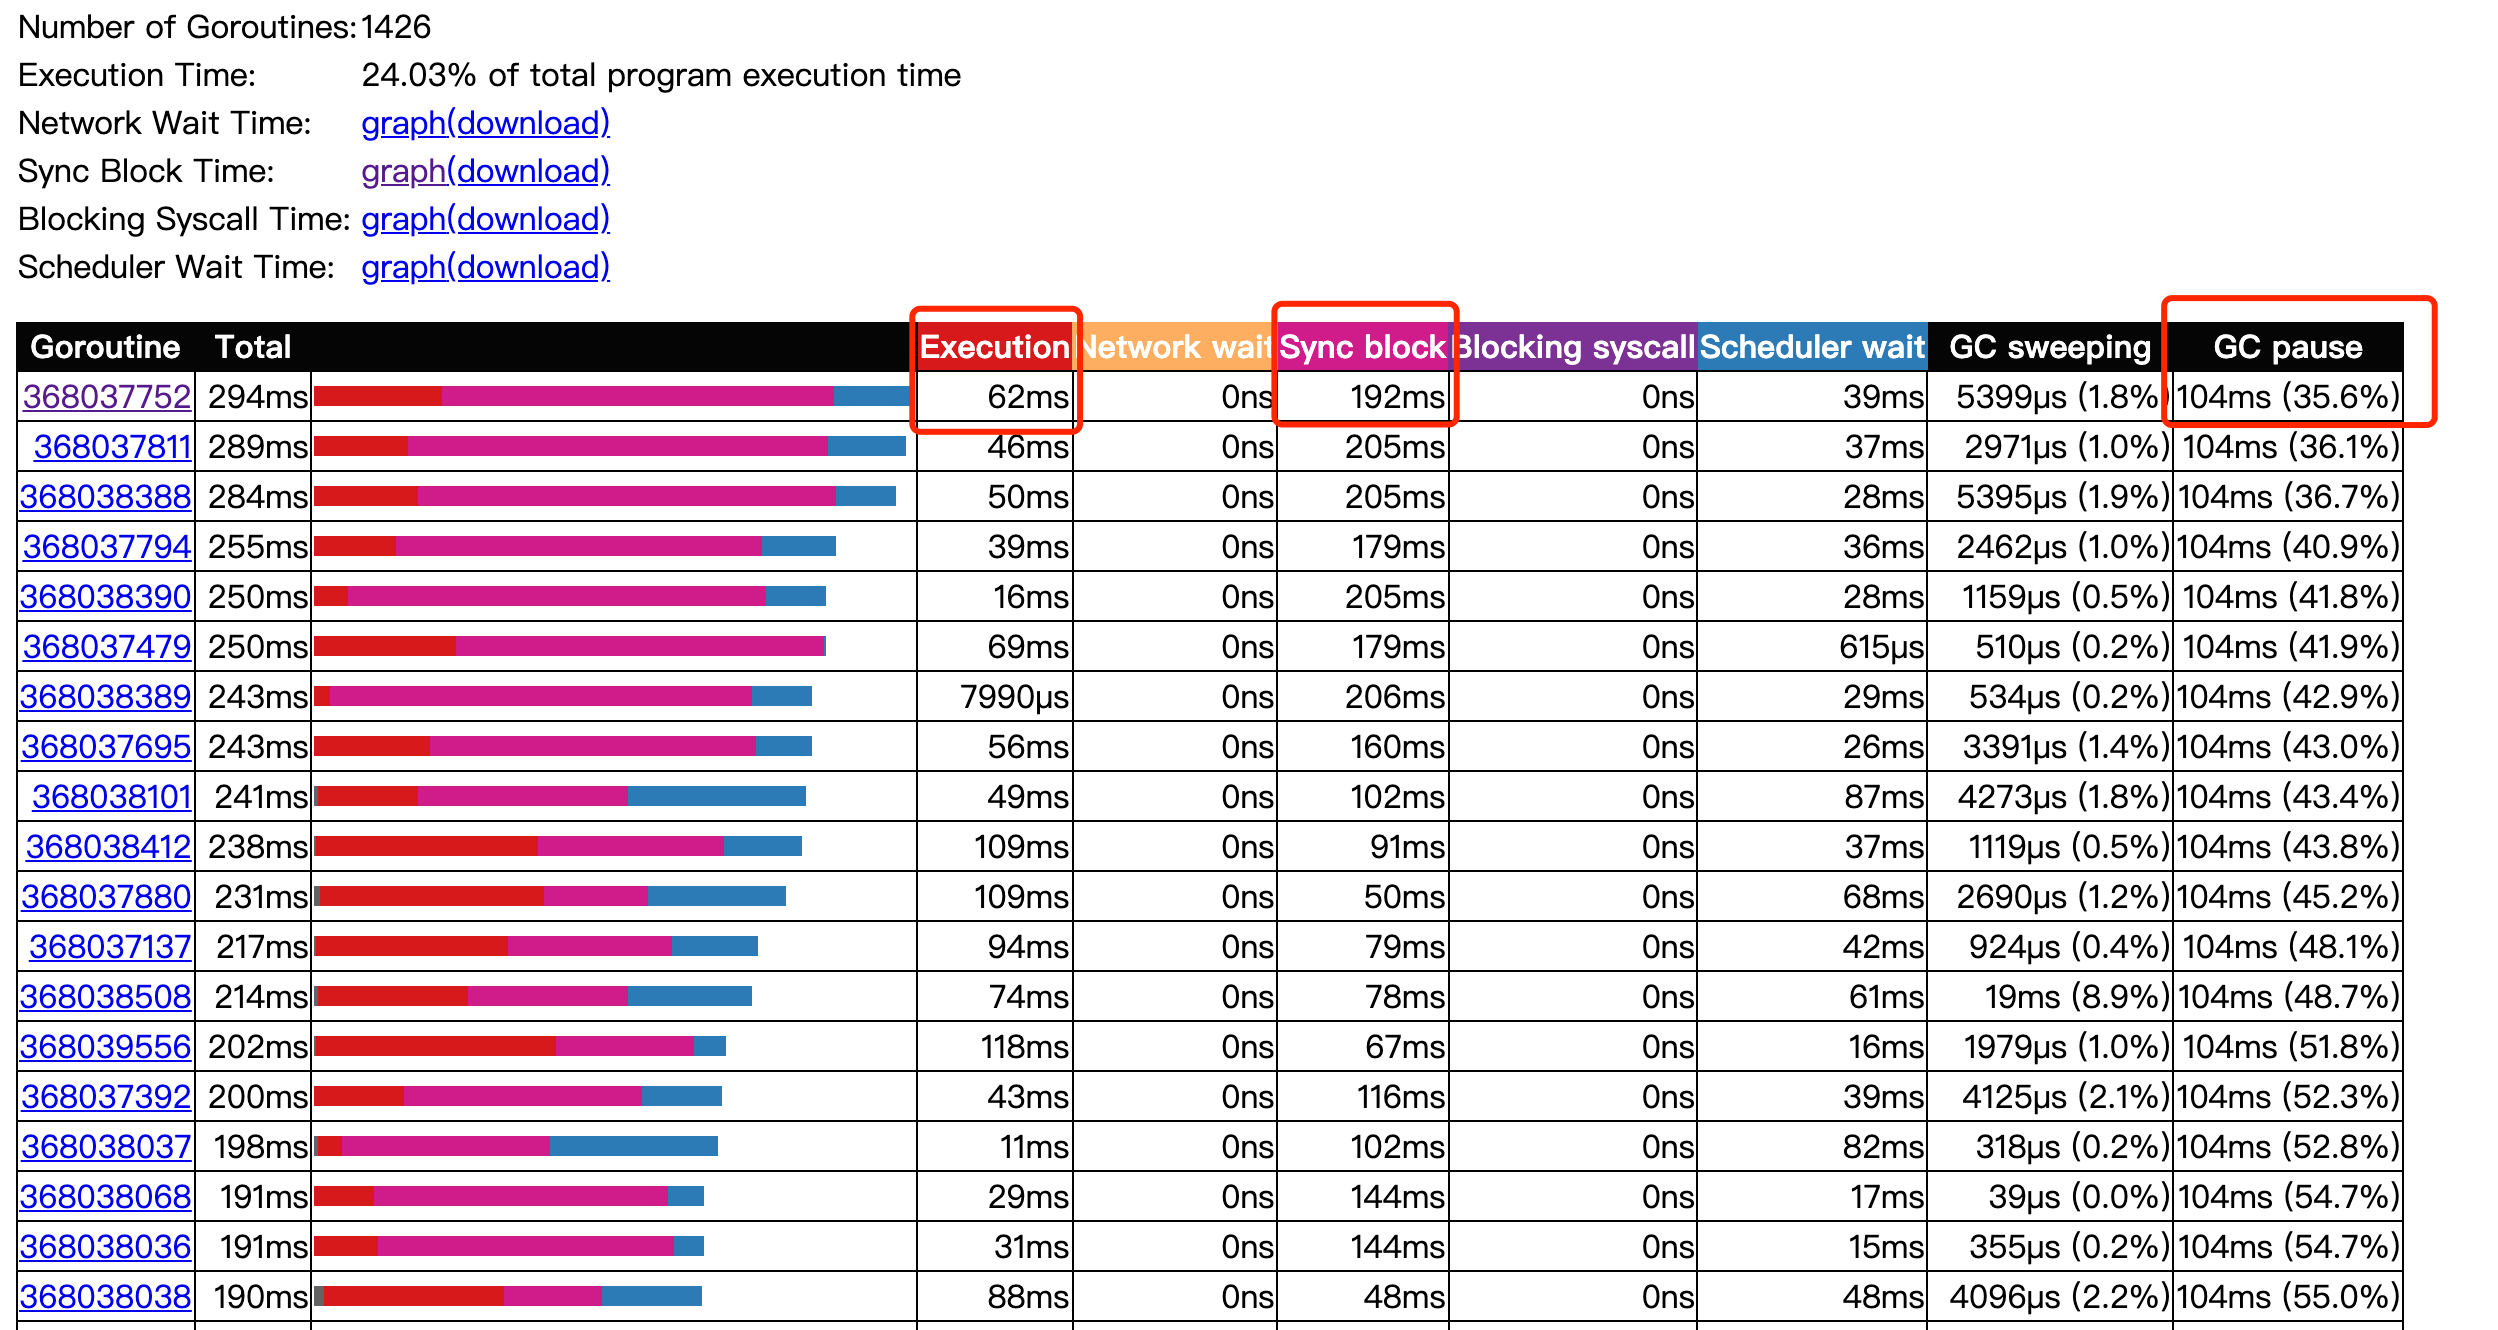 Number of Goroutines: 1426
Execution Time: 24.03% of total program execution time
Network Wait Time: graph(download)
Sync Block Time: graph(download)
Blocking Syscall Time: graph(download)
Scheduler Wait Time: graph(download)
Goroutine Total Execution Network wait Sync block Blocking syscall Scheduler wait GC sweeping GC pause
368037752 294ms 62ms 0ns 192ms 0ns 39ms 5399µs (1.8%) 104ms (35.6%)
368037811 289ms 46ms 0ns 205ms 0ns 37ms 2971µs (1.0%) 104ms (36.1%)
368038388 284ms 50ms 0ns 205ms 0ns 28ms 5395µs (1.9%) 104ms (36.7%)
368037794 255ms 39ms 0ns 179ms 0ns 36ms 2462µs (1.0%) 104ms (40.9%)
368038390 250ms 16ms 0ns 205ms 0ns 28ms 1159µs (0.5%) 104ms (41.8%)
368037479 250ms 69ms 0ns 179ms 0ns 615µs 510µs (0.2%) 104ms (41.9%)
368038389 243ms 7990µs 0ns 206ms 0ns 29ms 534µs (0.2%) 104ms (42.9%)
368037695 243ms 56ms 0ns 160ms 0ns 26ms 3391µs (1.4%) 104ms (43.0%)
368038101 241ms 49ms 0ns 102ms 0ns 87ms 4273µs (1.8%) 104ms (43.4%)
368038412 238ms 109ms 0ns 91ms 0ns 37ms 1119µs (0.5%) 104ms (43.8%)
368037880 231ms 109ms 0ns 50ms 0ns 68ms 2690µs (1.2%) 104ms (45.2%)
368037137 217ms 94ms 0ns 79ms 0ns 42ms 924µs (0.4%) 104ms (48.1%)
368038508 214ms 74ms 0ns 78ms 0ns 61ms 19ms (8.9%) 104ms (48.7%)
368039556 202ms 118ms 0ns 67ms 0ns 16ms 1979µs (1.0%) 104ms (51.8%)
368037392 200ms 43ms 0ns 116ms 0ns 39ms 4125µs (2.1%) 104ms (52.3%)
368038037 198ms 11ms 0ns 102ms 0ns 82ms 318µs (0.2%) 104ms (52.8%)
368038068 191ms 29ms 0ns 144ms 0ns 17ms 39µs (0.0%) 104ms (54.7%)
368038036 191ms 31ms 0ns 144ms 0ns 15ms 355µs (0.2%) 104ms (54.7%)
368038038 190ms 88ms 0ns 48ms 0ns 48ms 4096µs (2.2%) 104ms (55.0%)